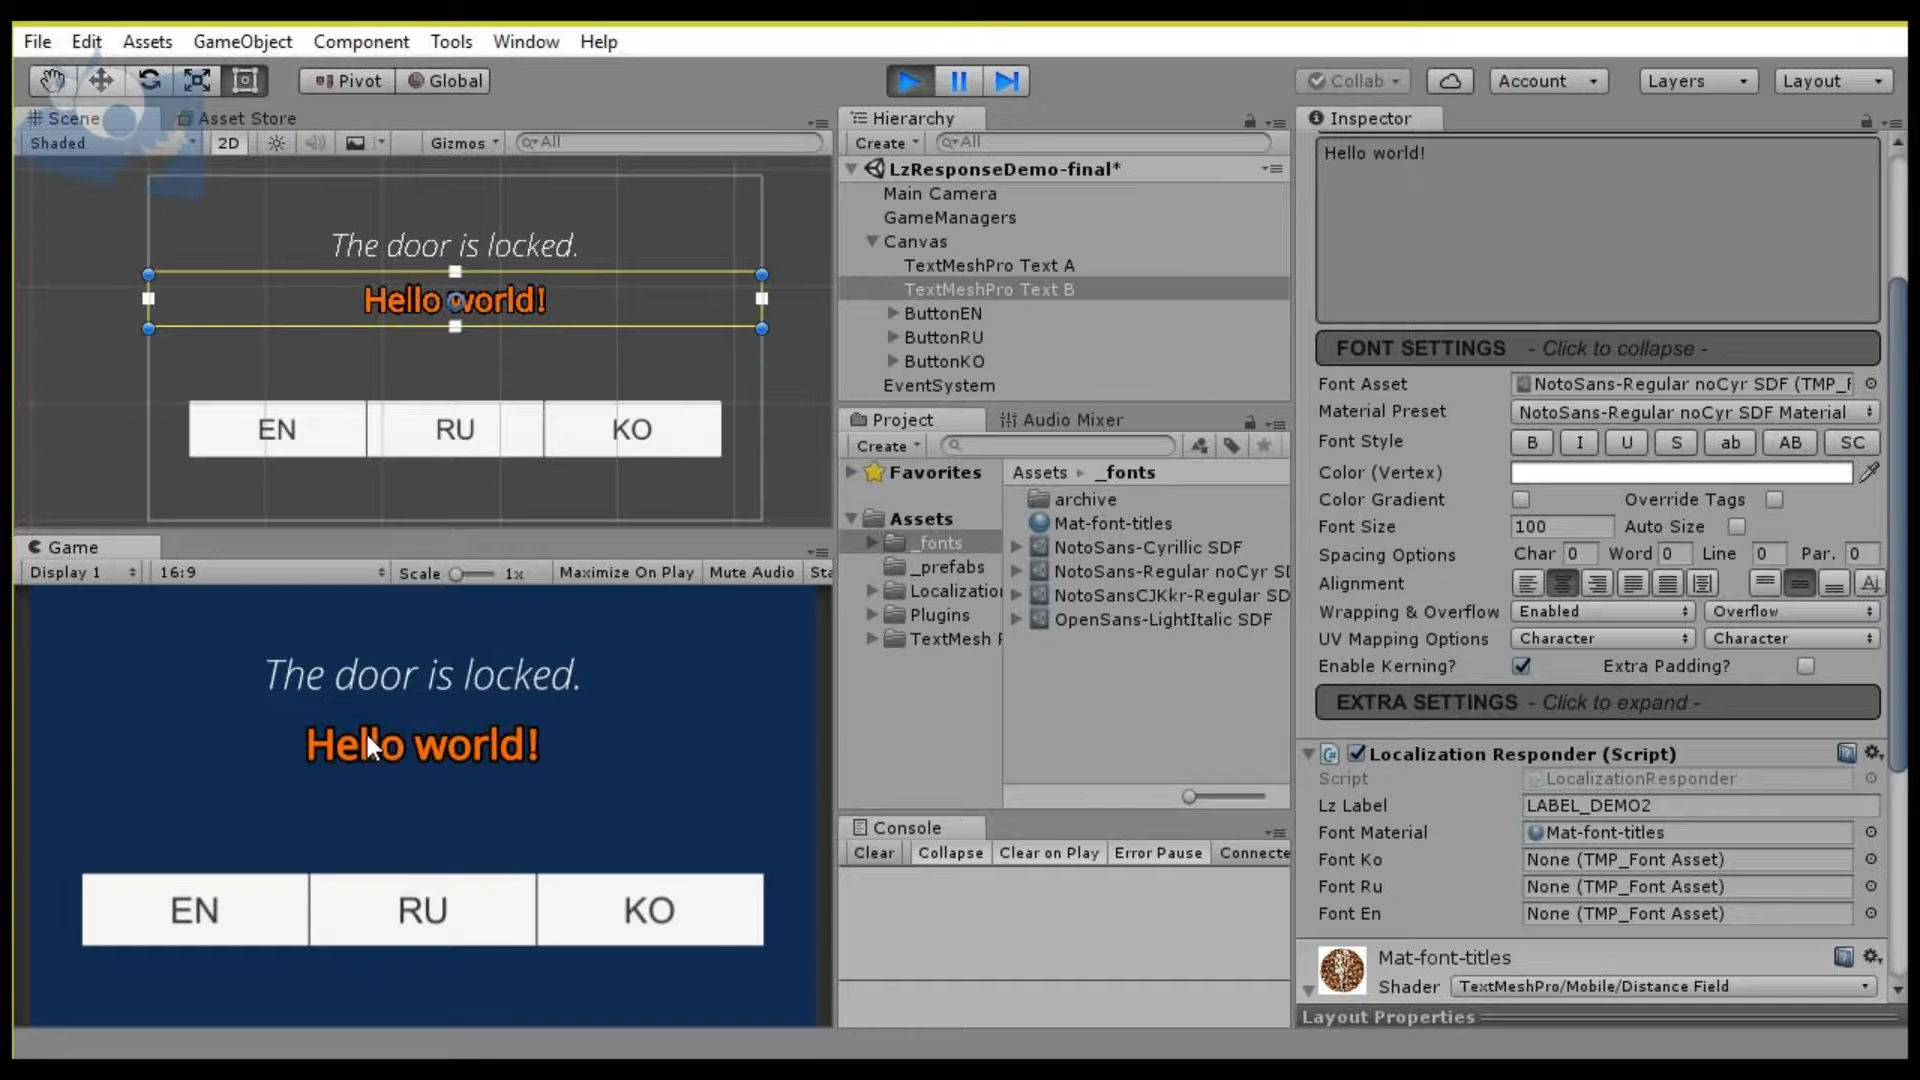 File Edit Assets GameObject Component Tools Window Help
Pivot Global Collab Account Layers Layout
Scene Asset Store
Shaded 2D Gizmos All
The door is locked.
Hello world!
EN RU KO
Game
Display 1 16:9 Scale 1x Maximize On Play Mute Audio Sta
The door is locked.
Hello world!
EN RU KO
Hierarchy
Create All
LzResponseDemo-final*
Main Camera
GameManagers
Canvas
TextMeshPro Text A
TextMeshPro Text B
ButtonEN
ButtonRU
ButtonKO
EventSystem
Project Audio Mixer
Create
Favorites
Assets
_fonts
_prefabs
Localization
Plugins
TextMesh P
Assets _fonts
archive
Mat-font-titles
NotoSans-Cyrillic SDF
NotoSans-Regular noCyr SD
NotoSansCJKkr-Regular SD
OpenSans-LightItalic SDF
Console
Clear Collapse Clear on Play Error Pause Connecte
Inspector
Hello world!
FONT SETTINGS - Click to collapse -
Font Asset NotoSans-Regular noCyr SDF (TMP_F
Material Preset NotoSans-Regular noCyr SDF Material
Font Style B I U S ab AB SC
Color (Vertex)
Color Gradient Override Tags
Font Size 100 Auto Size
Spacing Options Char 0 Word 0 Line 0 Par. 0
Alignment
Wrapping & Overflow Enabled Overflow
UV Mapping Options Character Character
Enable Kerning? Extra Padding?
EXTRA SETTINGS - Click to expand -
Localization Responder (Script)
Script LocalizationResponder
Lz Label LABEL_DEMO2
Font Material Mat-font-titles
Font Ko None (TMP_Font Asset)
Font Ru None (TMP_Font Asset)
Font En None (TMP_Font Asset)
Mat-font-titles
Shader TextMeshPro/Mobile/Distance Field
Layout Properties